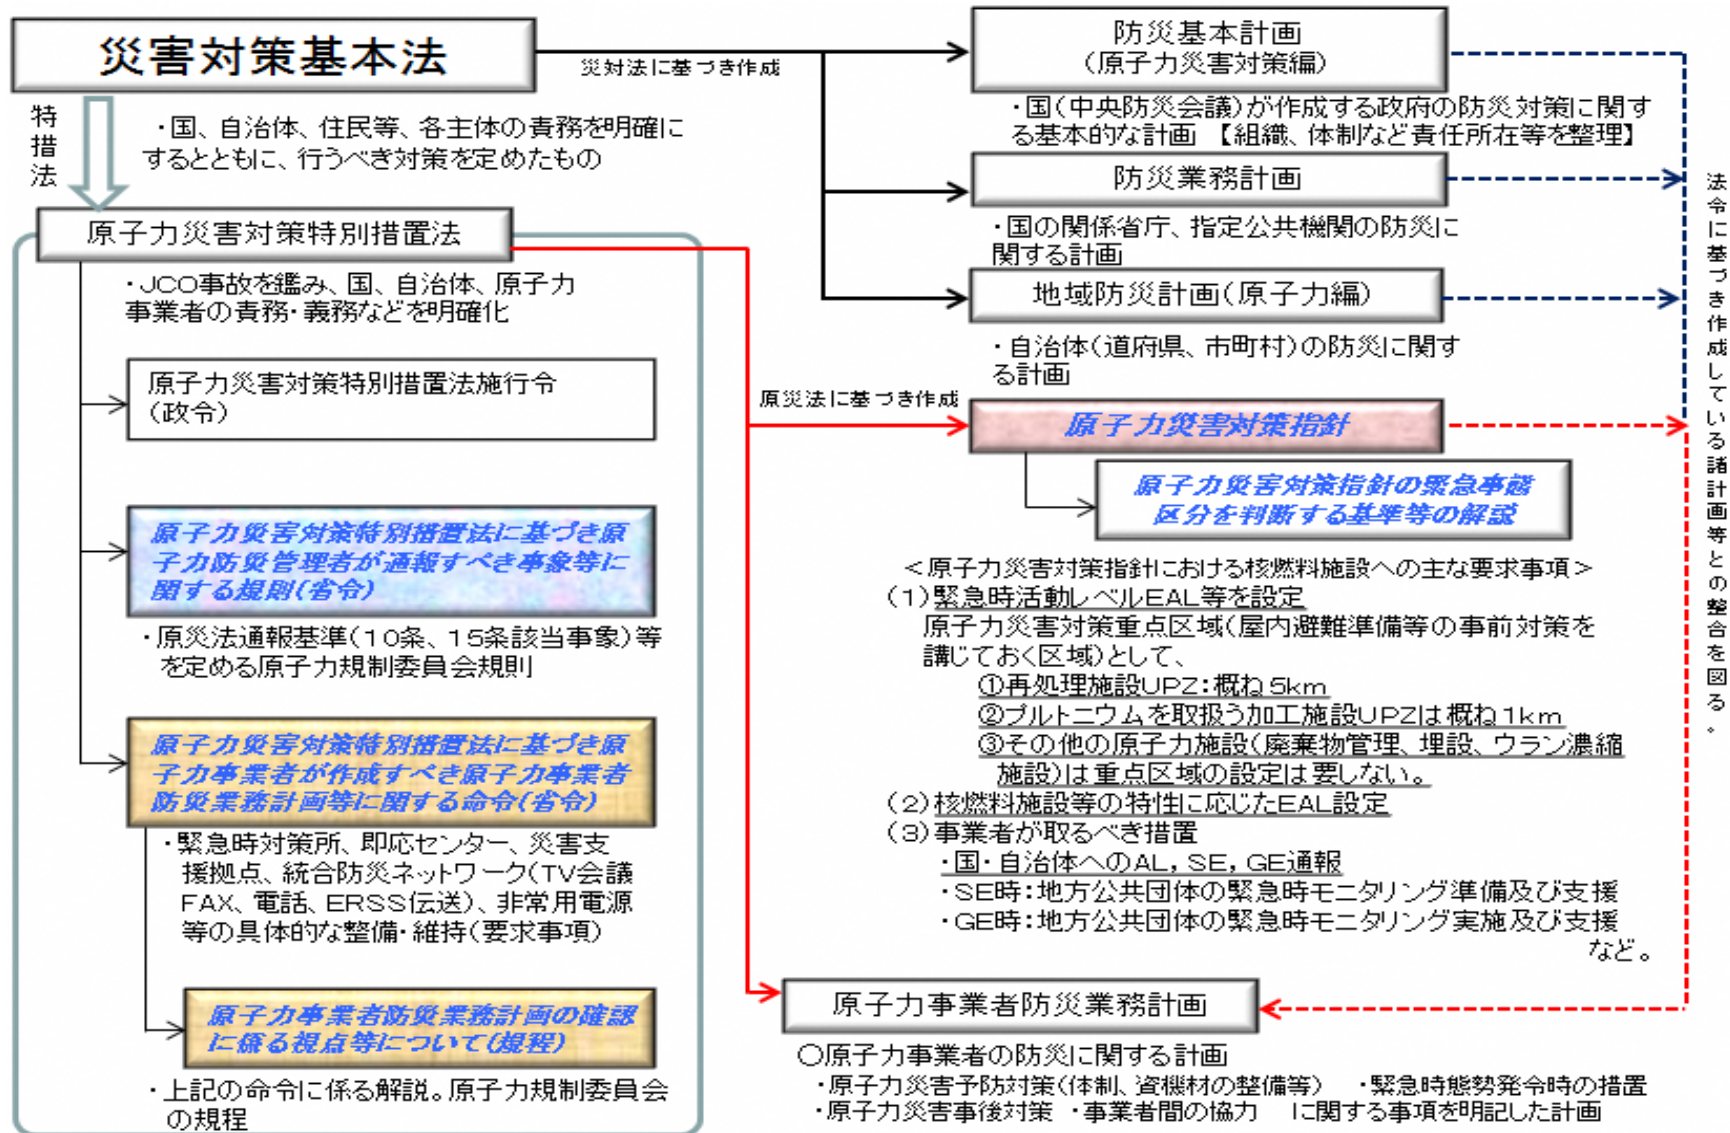 災害対策基本法
災対法に基づき作成
特措法
・国、自治体、住民等、各主体の責務を明確に
するとともに、行うべき対策を定めたもの
原子力災害対策特別措置法
・JCO事故を鑑み、国、自治体、原子力
事業者の責務・義務などを明確化
原子力災害対策特別措置法施行令
(政令)
原子力災害対策特別措置法に基づき原
子力防災管理者が通報すべき事象等に
関する規則(省令)
・原災法通報基準(10条、15条該当事象)等
を定める原子力規制委員会規則
原子力災害対策特別措置法に基づき原
子力事業者が作成すべき原子力事業者
防災業務計画等に関する命令(省令)
・緊急時対策所、即応センター、災害支
援拠点、統合防災ネットワーク(TV会議
FAX、電話、ERSS伝送)、非常用電源
等の具体的な整備・維持(要求事項)
原子力事業者防災業務計画の確認
に係る視点等について(規程)
・上記の命令に係る解説。原子力規制委員会
の規程
防災基本計画
(原子力災害対策編)
・国(中央防災会議)が作成する政府の防災対策に関す
る基本的な計画 【組織、体制など責任所在等を整理】
防災業務計画
・国の関係省庁、指定公共機関の防災に
関する計画
地域防災計画(原子力編)
・自治体(道府県、市町村)の防災に関す
る計画
原災法に基づき作成
原子力災害対策指針
原子力災害対策指針の緊急事態
区分を判断する基準等の解説
<原子力災害対策指針における核燃料施設への主な要求事項>
(1)緊急時活動レベルEAL等を設定
原子力災害対策重点区域(屋内避難準備等の事前対策を
講じておく区域)として、
①再処理施設UPZ:概ね5km
②プルトニウムを取扱う加工施設UPZは概ね1km
③その他の原子力施設(廃棄物管理、埋設、ウラン濃縮
施設)は重点区域の設定は要しない。
(2)核燃料施設等の特性に応じたEAL設定
(3)事業者が取るべき措置
・国・自治体へのAL, SE, GE通報
・SE時:地方公共団体の緊急時モニタリング準備及び支援
・GE時:地方公共団体の緊急時モニタリング実施及び支援
など。
原子力事業者防災業務計画
○原子力事業者の防災に関する計画
・原子力災害予防対策(体制、資機材の整備等) ・緊急時態勢発令時の措置
・原子力災害事後対策 ・事業者間の協力 に関する事項を明記した計画
法令に基づき作成している諸計画等との整合を図る。